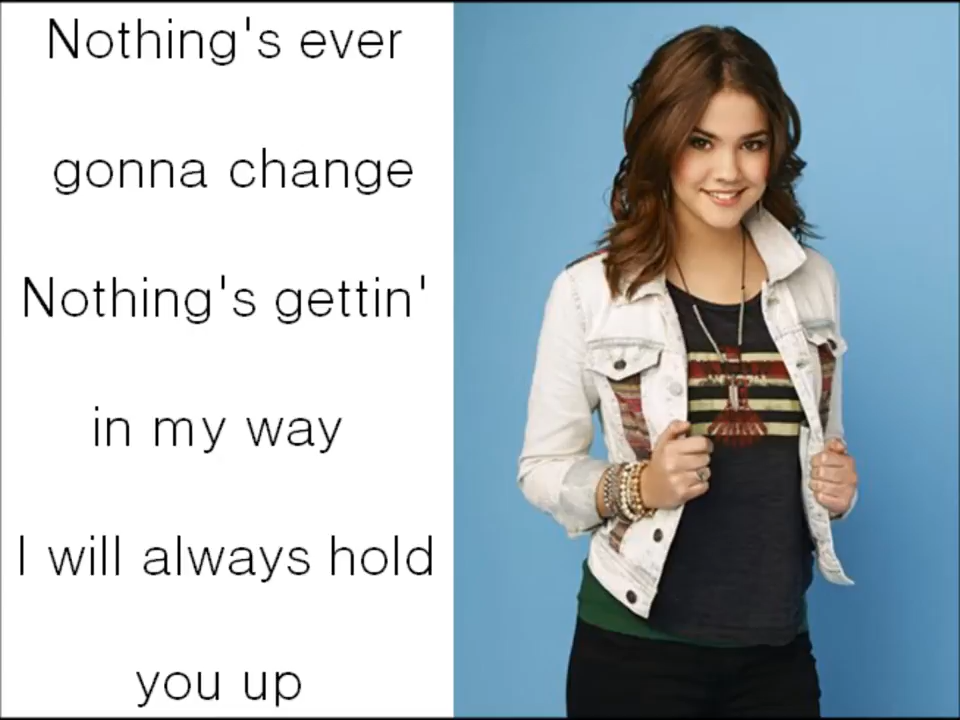 Nothing's ever
gonna change
Nothing's gettin'
in my way
I will always hold
you up